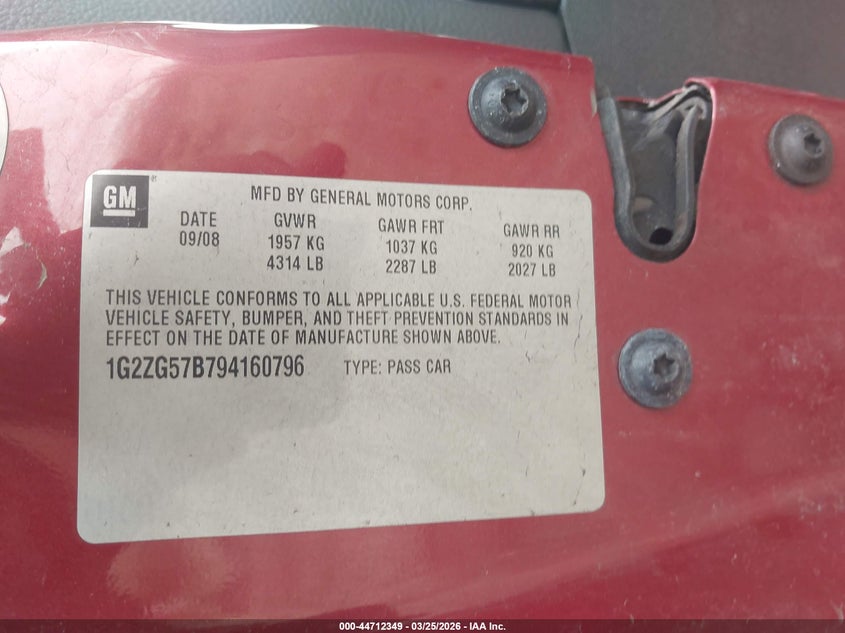 GM
MFD BY GENERAL MOTORS CORP.
DATE GVWR GAWR FRT GAWR RR
09/08 1957 KG 1037 KG 920 KG
4314 LB 2287 LB 2027 LB
THIS VEHICLE CONFORMS TO ALL APPLICABLE U.S. FEDERAL MOTOR
VEHICLE SAFETY, BUMPER, AND THEFT PREVENTION STANDARDS IN
EFFECT ON THE DATE OF MANUFACTURE SHOWN ABOVE.
1G2ZG57B794160796 TYPE: PASS CAR
000-44712349 | 03/25/2026 - IAA Inc.